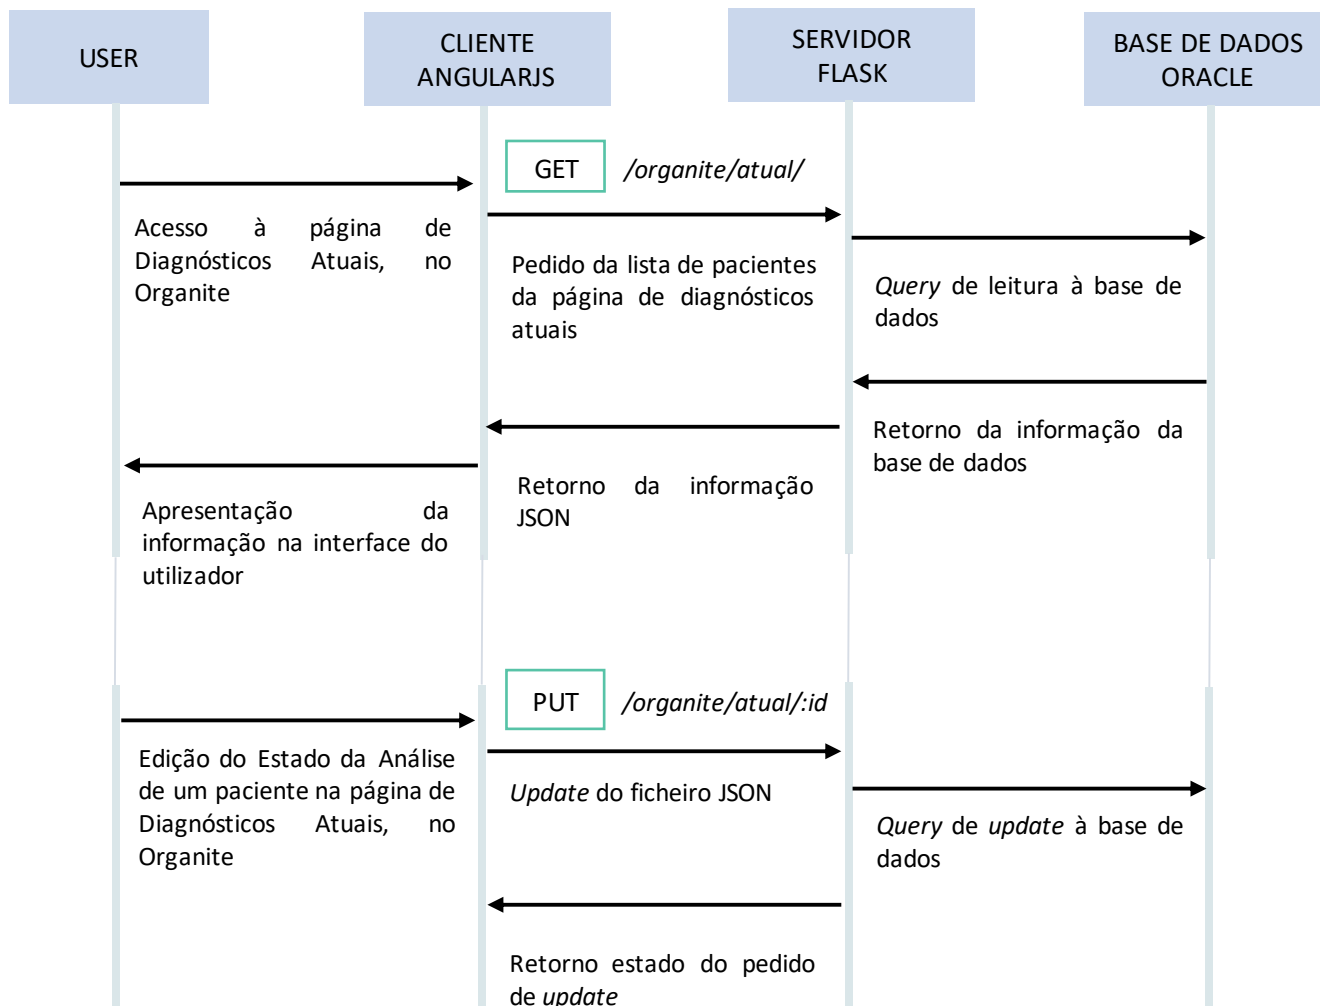 USER
CLIENTE
ANGULARJS
SERVIDOR
FLASK
BASE DE DADOS
ORACLE
GET
/organite/atual/
Acesso à página de
Diagnósticos Atuais, no
Organite
Pedido da lista de pacientes
da página de diagnósticos
atuais
Query de leitura à base de
dados
Retorno da informação da
base de dados
Retorno da informação
JSON
Apresentação da
informação na interface do
utilizador
PUT
/organite/atual/:id
Edição do Estado da Análise
de um paciente na página de
Diagnósticos Atuais, no
Organite
Update do ficheiro JSON
Query de update à base de
dados
Retorno estado do pedido
de update